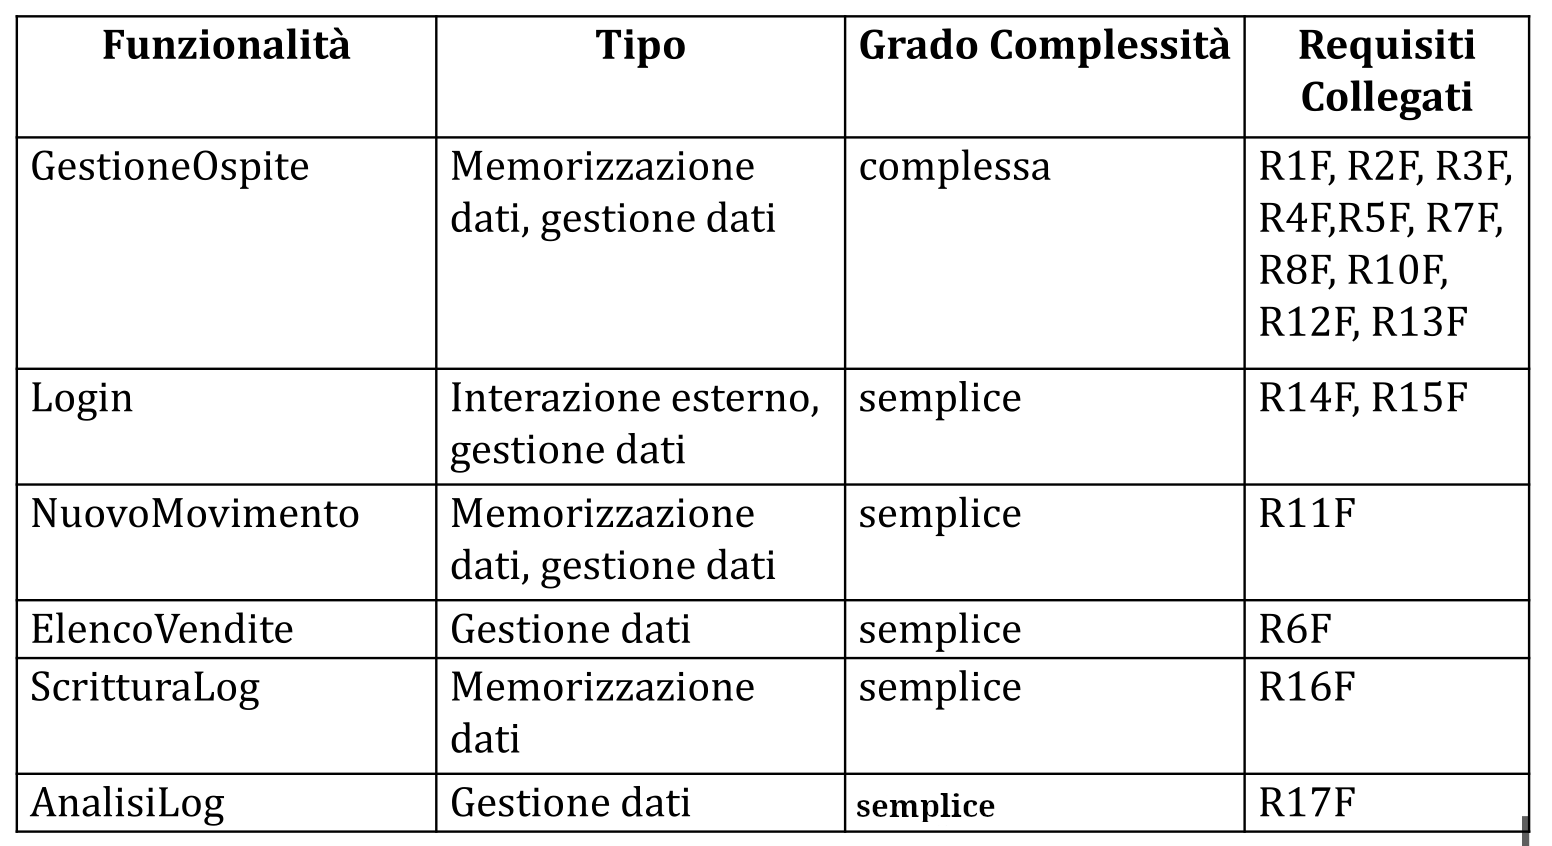 Funzionalità
Tipo
Grado Complessità
Requisiti
Collegati
GestioneOspite
Memorizzazione
dati, gestione dati
complessa
R1F, R2F, R3F,
R4F,R5F, R7F,
R8F, R10F,
R12F, R13F
Login
Interazione esterno,
gestione dati
semplice
R14F, R15F
NuovoMovimento
Memorizzazione
dati, gestione dati
semplice
R11F
ElencoVendite
Gestione dati
semplice
R6F
ScritturaLog
Memorizzazione
dati
semplice
R16F
AnalisiLog
Gestione dati
semplice
R17F